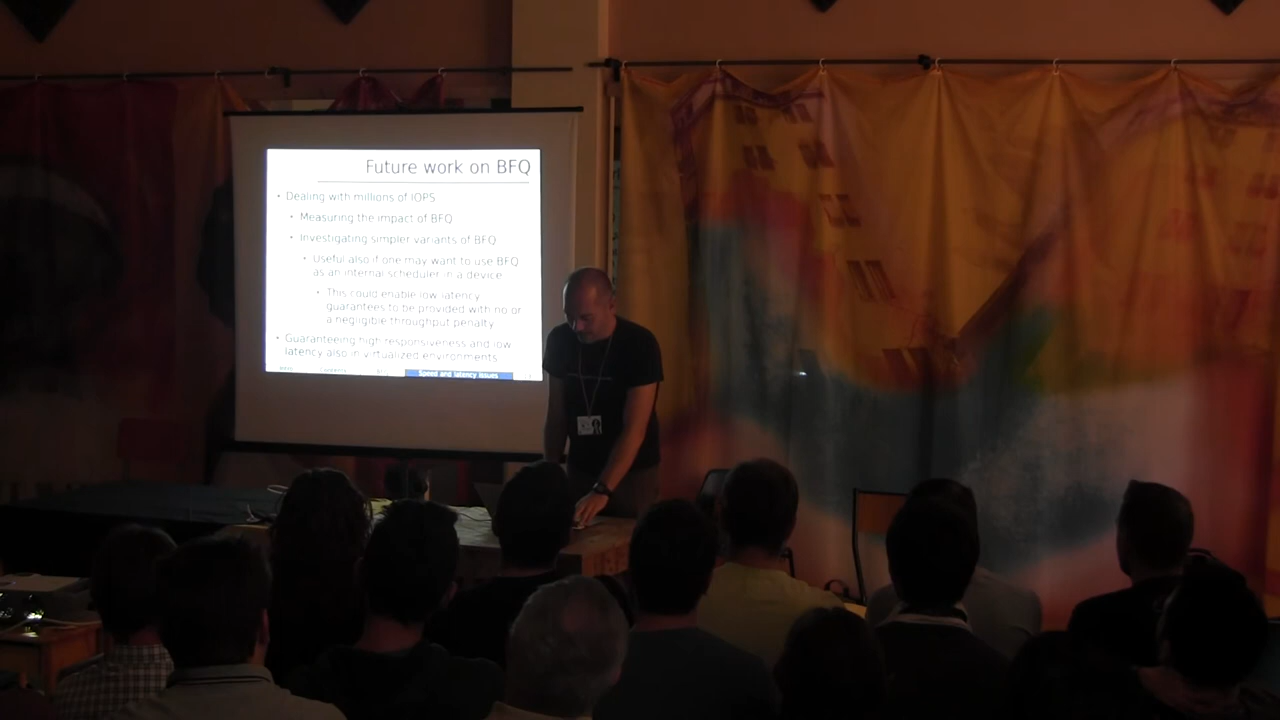 Future work on BFQ
• Dealing with millions of IOPS
• Measuring the impact of BFQ
• Investigating simpler variants of BFQ
• Useful also if one may want to use BFQ
as an internal scheduler in a device
• This could enable low latency
guarantees to be provided with no or
a negligible throughput penalty
• Guaranteeing high responsiveness and low
latency also in virtualized environments
Speed and latency issues